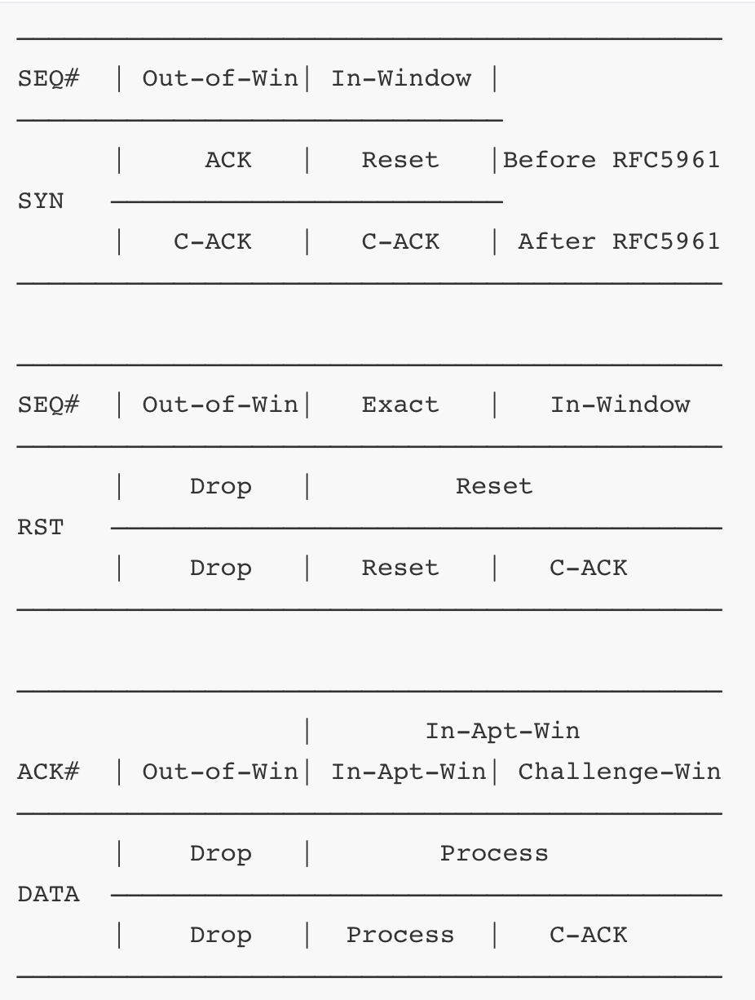 SEQ# | Out-of-Win| In-Window |
| ACK | Reset |Before RFC5961
SYN
| C-ACK | C-ACK | After RFC5961
SEQ# | Out-of-Win| Exact | In-Window
| Drop | Reset
RST
| Drop | Reset | C-ACK
| In-Apt-Win
ACK# | Out-of-Win| In-Apt-Win| Challenge-Win
| Drop | Process
DATA
| Drop | Process | C-ACK